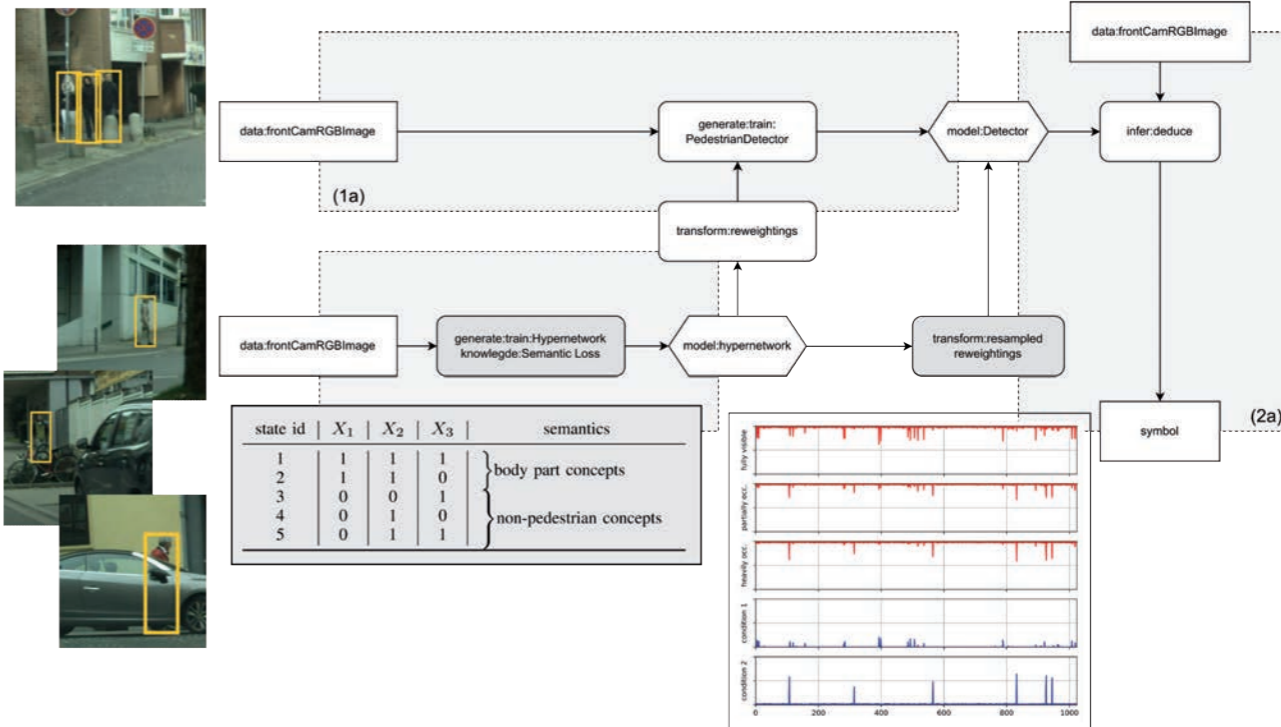 data:frontCamRGBImage
data:frontCamRGBImage
generate:train:
PedestrianDetector
model:Detector
infer:deduce
(1a)
transform:reweightings
data:frontCamRGBImage
generate:train:Hypernetwork
knowlegde:Semantic Loss
model:hypernetwork
transform:resampled
reweightings
symbol
(2a)
state id | X1 | X2 | X3 | semantics
1 1 1 1
2 1 1 0
body part concepts
3 0 0 1
4 0 1 0
5 0 1 1
non-pedestrian concepts
fully visible
partially occ.
heavily occ.
condition 1
condition 2
0 200 400 600 800 1000